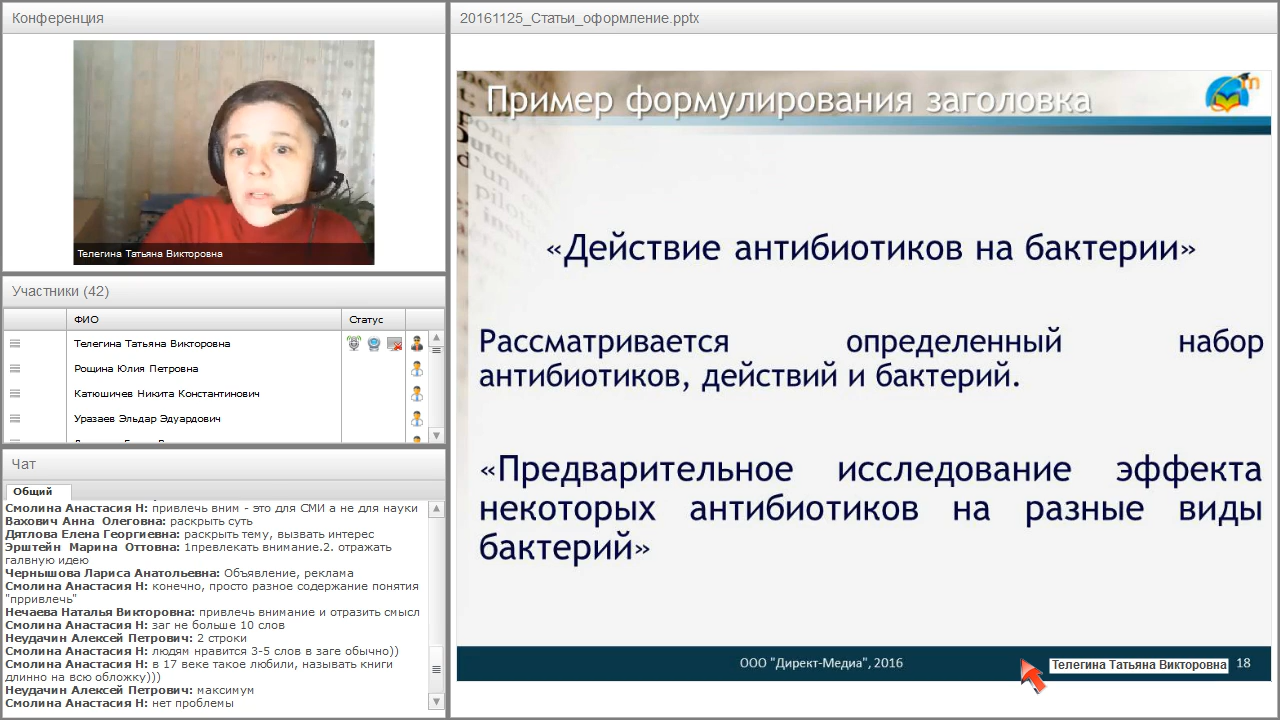 Конференция
Телегина Татьяна Викторовна
Участники (42)
ФИО
Статус
Телегина Татьяна Викторовна
Рощина Юлия Петровна
Катюшичев Никита Константинович
Уразаев Эльдар Эдуардович
Чат
Общий
Смолина Анастасия Н: привлечь вним - это для СМИ а не для науки
Вахович Анна Олеговна: раскрыть суть
Дятлова Елена Георгиевна: раскрыть тему, вызвать интерес
Эрштейн Марина Оттовна: 1привлекать внимание.2. отражать
галвную идею
Чернышова Лариса Анатольевна: Объявление, реклама
Смолина Анастасия Н: конечно, просто разное содержание понятия
"прривлечь"
Нечаева Наталья Викторовна: привлечь внимание и отразить смысл
Смолина Анастасия Н: заг не больше 10 слов
Неудачин Алексей Петрович: 2 строки
Смолина Анастасия Н: людям нравится 3-5 слов в заге обычно))
Смолина Анастасия Н: в 17 веке такое любили, называть книги
длинно на всю обложку)))
Неудачин Алексей Петрович: максимум
Смолина Анастасия Н: нет проблемы
20161125_Статьи_оформление.pptx
Пример формулирования заголовка
«Действие антибиотиков на бактерии»
Рассматривается определенный набор
антибиотиков, действий и бактерий.
«Предварительное исследование эффекта
некоторых антибиотиков на разные виды
бактерий»
ООО "Директ-Медиа", 2016
Телегина Татьяна Викторовна
18